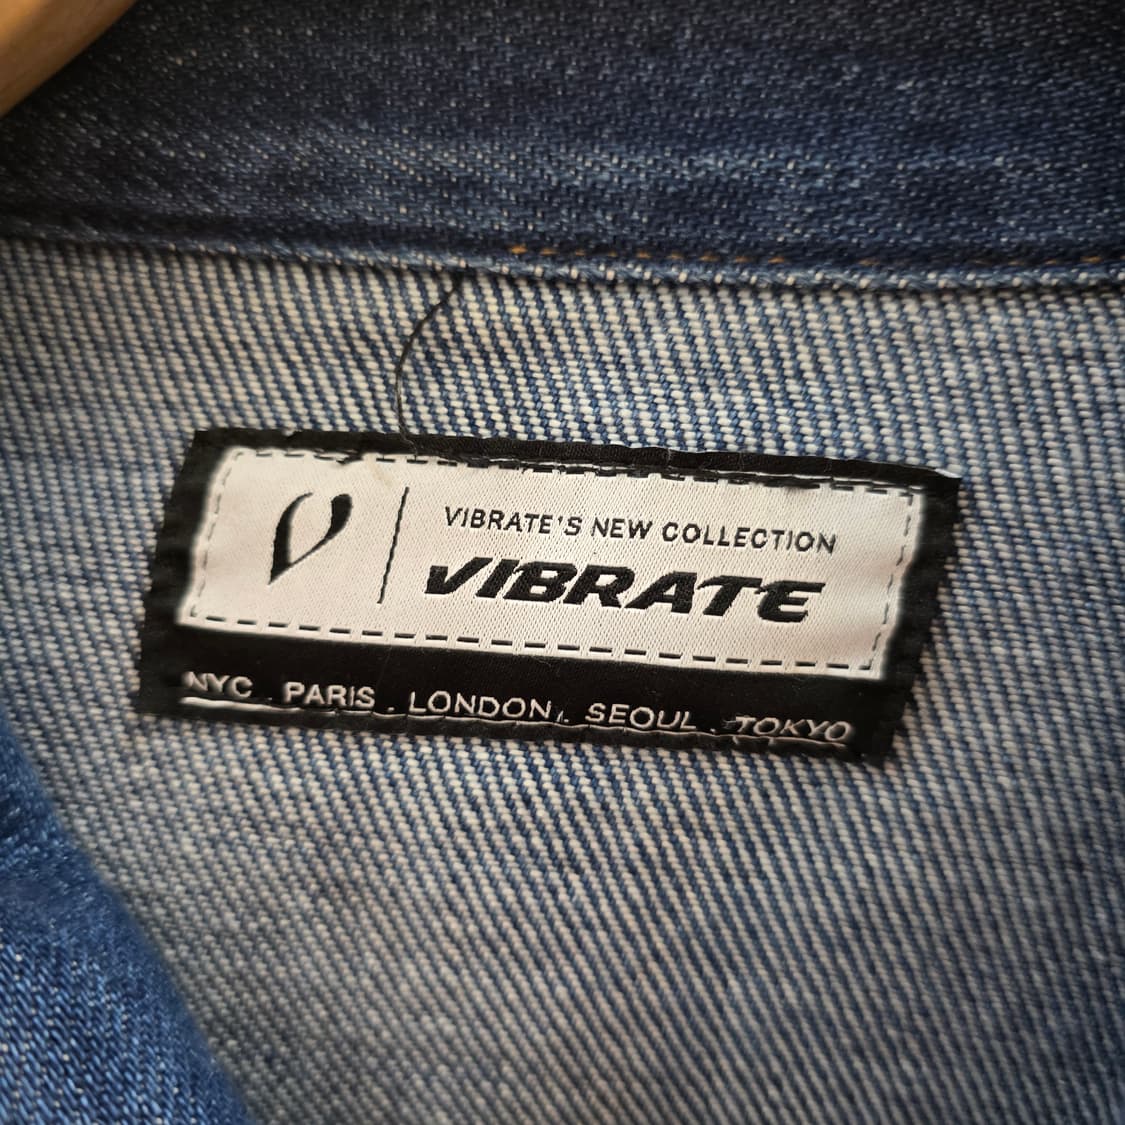 VIBRATE'S NEW COLLECTION
VIBRATE
NYC . PARIS . LONDON . SEOUL . TOKYO